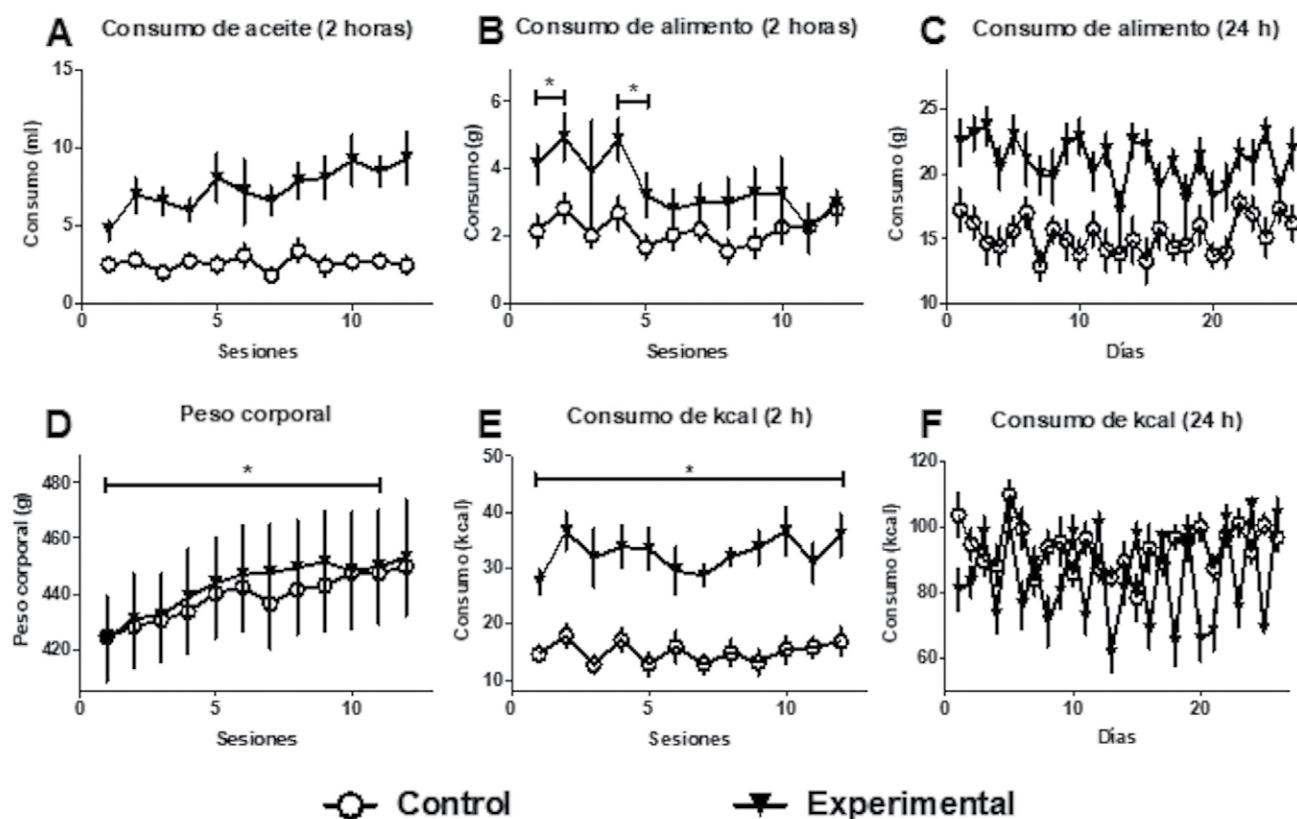 A Consumo de aceite (2 horas)
Consumo (ml)
15
10
5
0
0 5 10
Sesiones
B Consumo de alimento (2 horas)
Consumo (g)
* *
6
4
2
0
0 5 10
Sesiones
C Consumo de alimento (24 h)
Consumo (g)
25
20
15
10
0 10 20
Días
D Peso corporal
Peso corporal (g)
*
480
460
440
420
0 5 10
Sesiones
E Consumo de kcal (2 h)
Consumo (kcal)
*
50
40
30
20
10
0 5 10
Sesiones
F Consumo de kcal (24 h)
Consumo (kcal)
120
100
80
60
0 10 20
Días
Control Experimental